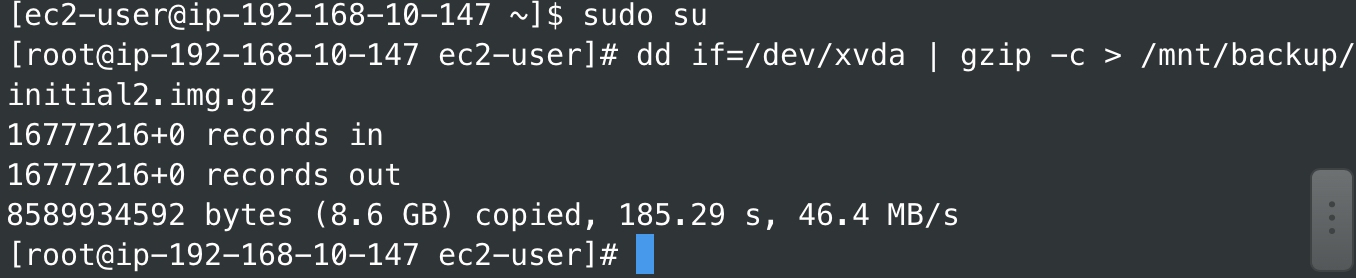 [ec2-user@ip-192-168-10-147 ~]$ sudo su
[root@ip-192-168-10-147 ec2-user]# dd if=/dev/xvda | gzip -c > /mnt/backup/
initial2.img.gz
16777216+0 records in
16777216+0 records out
8589934592 bytes (8.6 GB) copied, 185.29 s, 46.4 MB/s
[root@ip-192-168-10-147 ec2-user]#